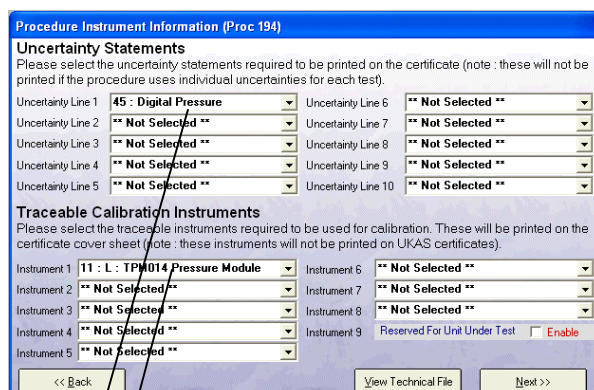 Procedure Instrument Information (Proc 194)
Uncertainty Statements
Please select the uncertainty statements required to be printed on the certificate (note : these will not be
printed if the procedure uses individual uncertainties for each test).
Uncertainty Line 1 45 : Digital Pressure Uncertainty Line 6 ** Not Selected **
Uncertainty Line 2 ** Not Selected ** Uncertainty Line 7 ** Not Selected **
Uncertainty Line 3 ** Not Selected ** Uncertainty Line 8 ** Not Selected **
Uncertainty Line 4 ** Not Selected ** Uncertainty Line 9 ** Not Selected **
Uncertainty Line 5 ** Not Selected ** Uncertainty Line 10 ** Not Selected **
Traceable Calibration Instruments
Please select the traceable instruments required to be used for calibration. These will be printed on the
certificate cover sheet (note : these instruments will not be printed on UKAS certificates).
Instrument 1 11 : L : TPM014 Pressure Module Instrument 6 ** Not Selected **
Instrument 2 ** Not Selected ** Instrument 7 ** Not Selected **
Instrument 3 ** Not Selected ** Instrument 8 ** Not Selected **
Instrument 4 ** Not Selected ** Instrument 9 Reserved For Unit Under Test Enable
Instrument 5 ** Not Selected **
<< Back View Technical File Next >>